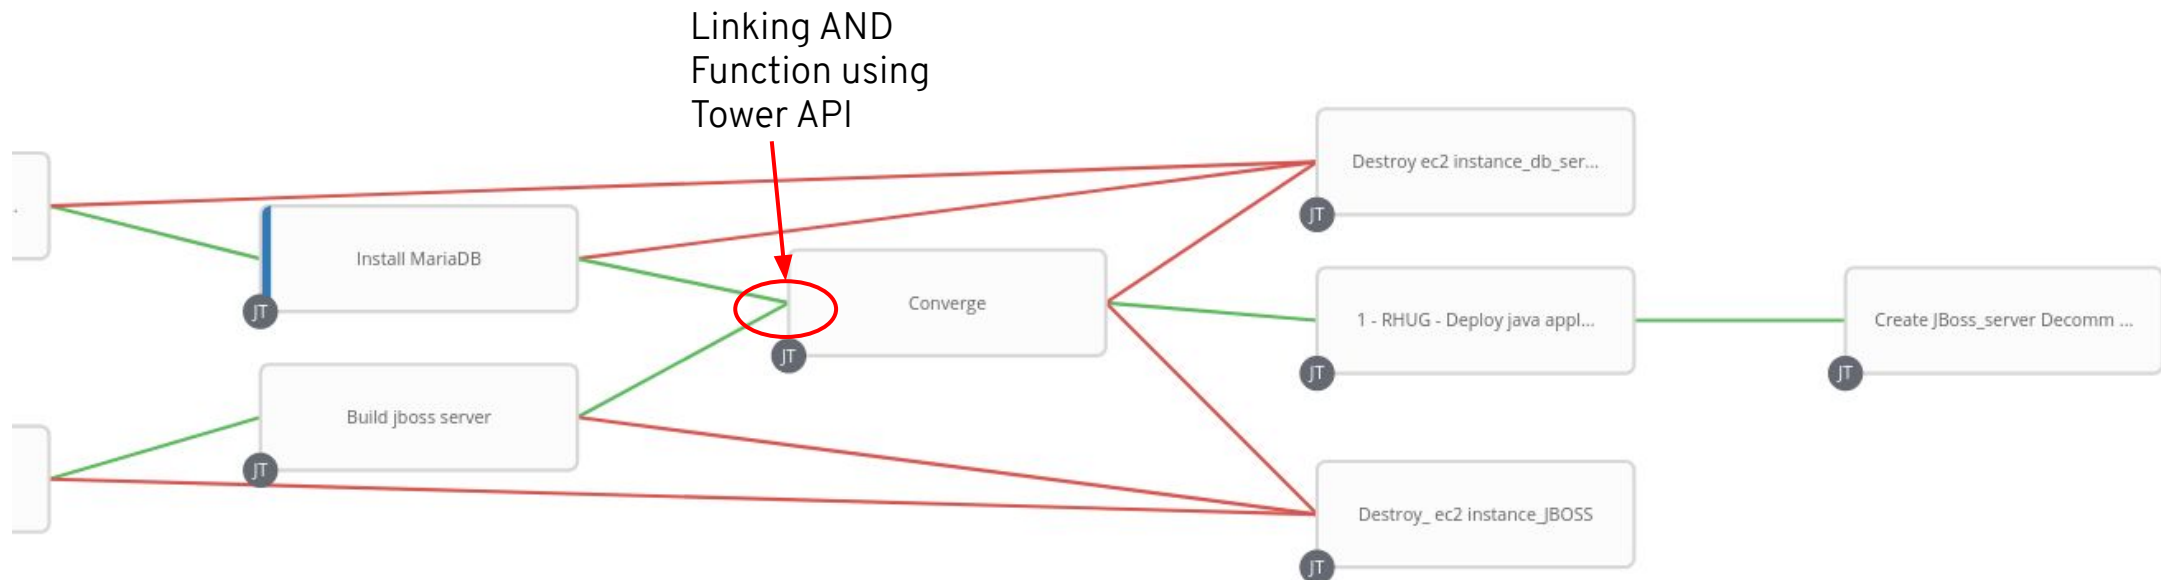 Linking AND
Function using
Tower API
Destroy ec2 instance_db_ser...
.
Install MariaDB
JT
JT
Converge
1 - RHUG - Deploy java appl...
Create JBoss_server Decomm ...
JT
JT
JT
Build jboss server
JT
Destroy_ ec2 instance_JBOSS
JT